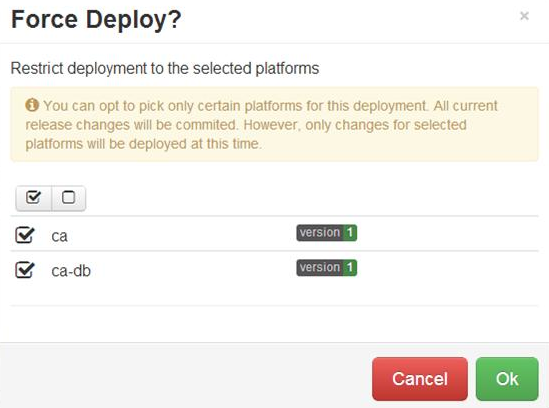 Force Deploy?
×
Restrict deployment to the selected platforms
You can opt to pick only certain platforms for this deployment. All current
release changes will be commited. However, only changes for selected
platforms will be deployed at this time.
ca version 1
ca-db version 1
Cancel Ok